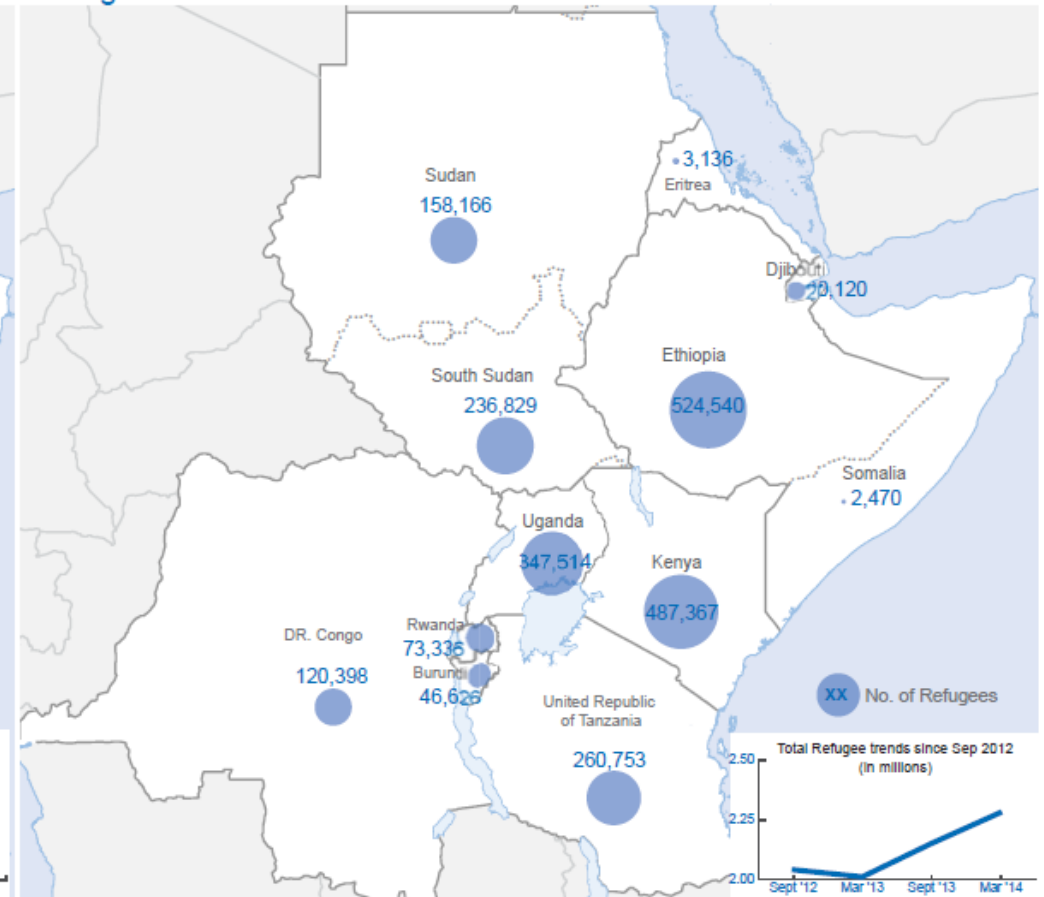 Sudan
158,166
3,136
Eritrea
Djibouti
20,120
Ethiopia
524,540
South Sudan
236,829
Somalia
2,470
Uganda
347,514
Kenya
487,367
Rwanda
73,336
DR. Congo
120,398
Burundi
46,626
United Republic
of Tanzania
260,753
XX No. of Refugees
Total Refugee trends since Sep 2012
(in millions)
2.50
2.25
2.00
Sept '12 Mar '13 Sept '13 Mar '14